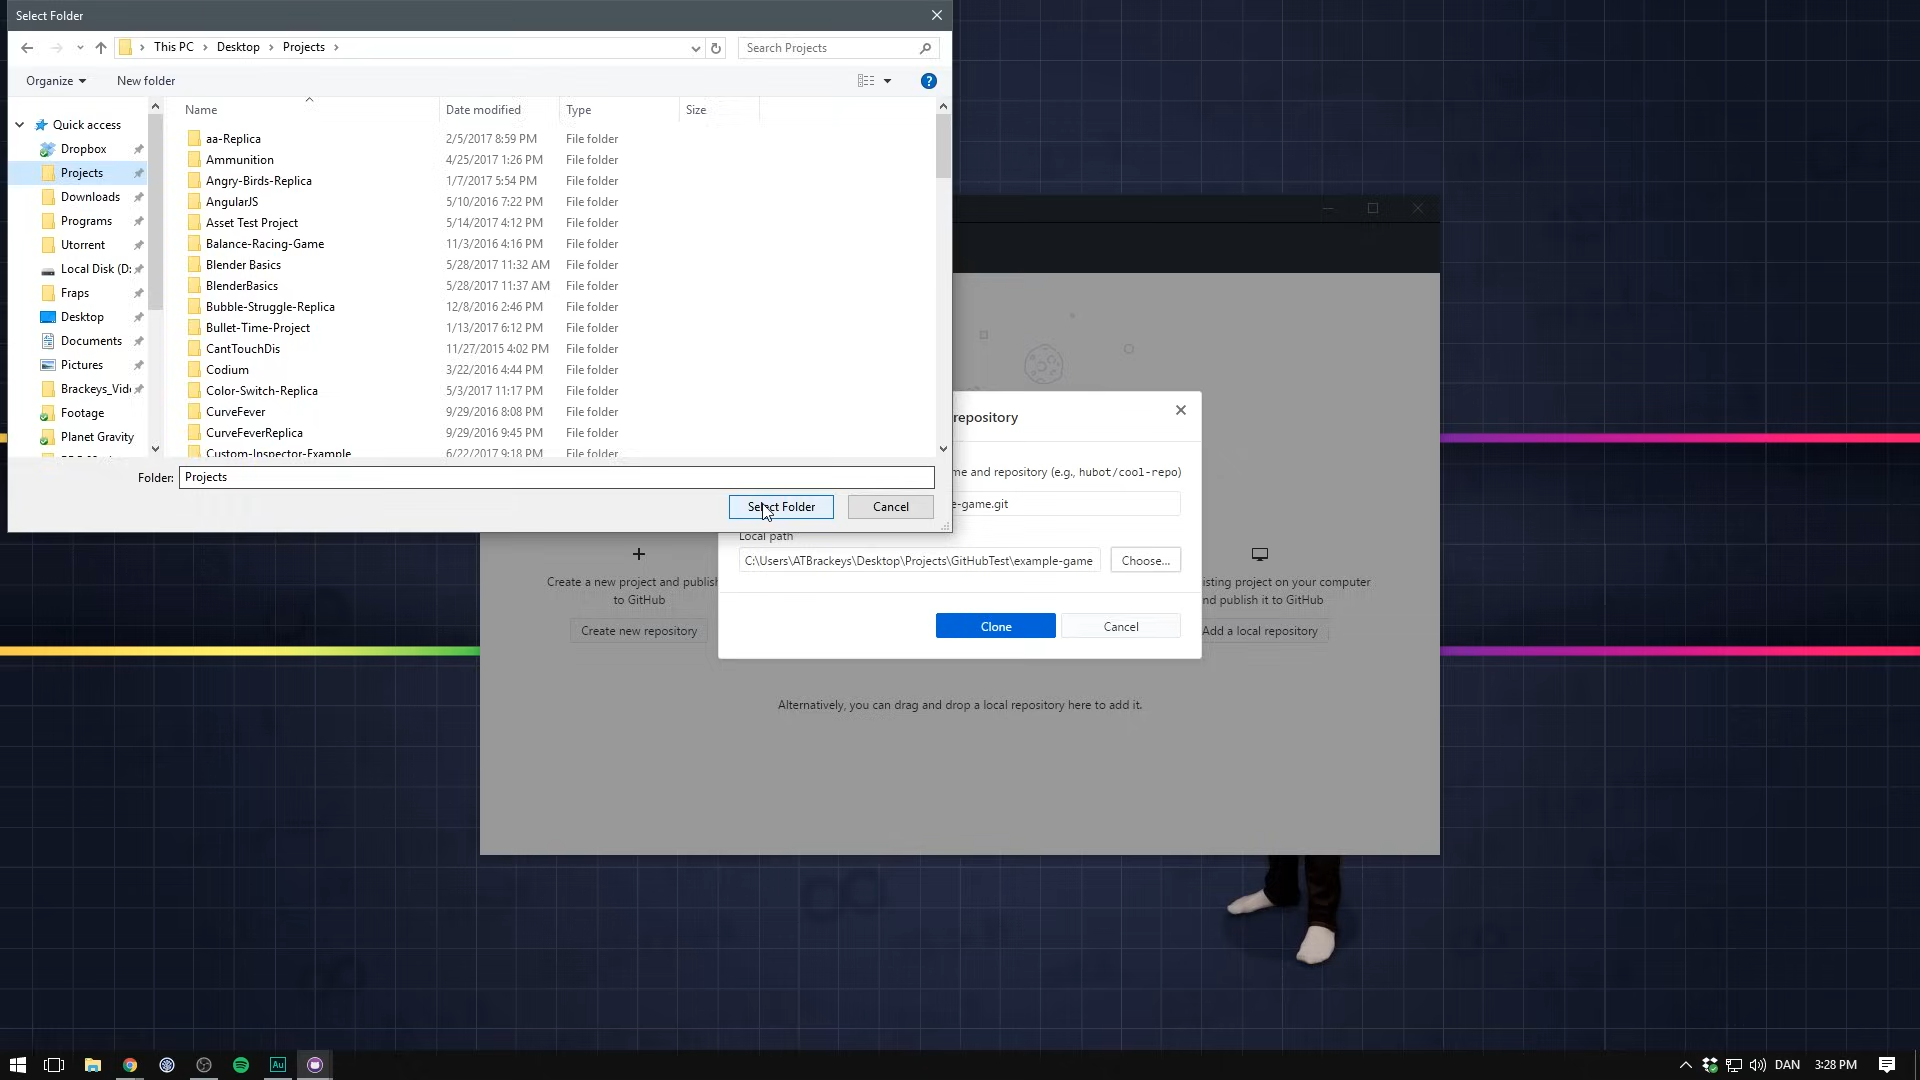 Select Folder
This PC
Desktop
Projects
Search Projects
Organize
New folder
Name
Date modified
Type
Size
Quick access
Dropbox
Projects
Downloads
Programs
Utorrent
Local Disk (D:
Fraps
Desktop
Documents
Pictures
Brackeys_Vid
Footage
Planet Gravity
aa-Replica 2/5/2017 8:59 PM File folder
Ammunition 4/25/2017 1:26 PM File folder
Angry-Birds-Replica 1/7/2017 5:54 PM File folder
AngularJS 5/10/2016 7:22 PM File folder
Asset Test Project 5/14/2017 4:12 PM File folder
Balance-Racing-Game 11/3/2016 4:16 PM File folder
Blender Basics 5/28/2017 11:32 AM File folder
BlenderBasics 5/28/2017 11:37 AM File folder
Bubble-Struggle-Replica 12/8/2016 2:46 PM File folder
Bullet-Time-Project 1/13/2017 6:12 PM File folder
CantTouchDis 11/27/2015 4:02 PM File folder
Codium 3/22/2016 4:44 PM File folder
Color-Switch-Replica 5/3/2017 11:17 PM File folder
CurveFever 9/29/2016 8:08 PM File folder
CurveFeverReplica 9/29/2016 9:45 PM File folder
Custom-Inspector-Example 6/22/2017 9:18 PM File folder
Folder: Projects
Select Folder
Cancel
repository
me and repository (e.g., hubot/cool-repo)
e-game.git
Local path
C:\Users\ATBrackeys\Desktop\Projects\GitHubTest\example-game
Choose...
Clone
Cancel
Create a new project and publish
to GitHub
Create new repository
isting project on your computer
nd publish it to GitHub
Add a local repository
Alternatively, you can drag and drop a local repository here to add it.
Au
DAN
3:28 PM